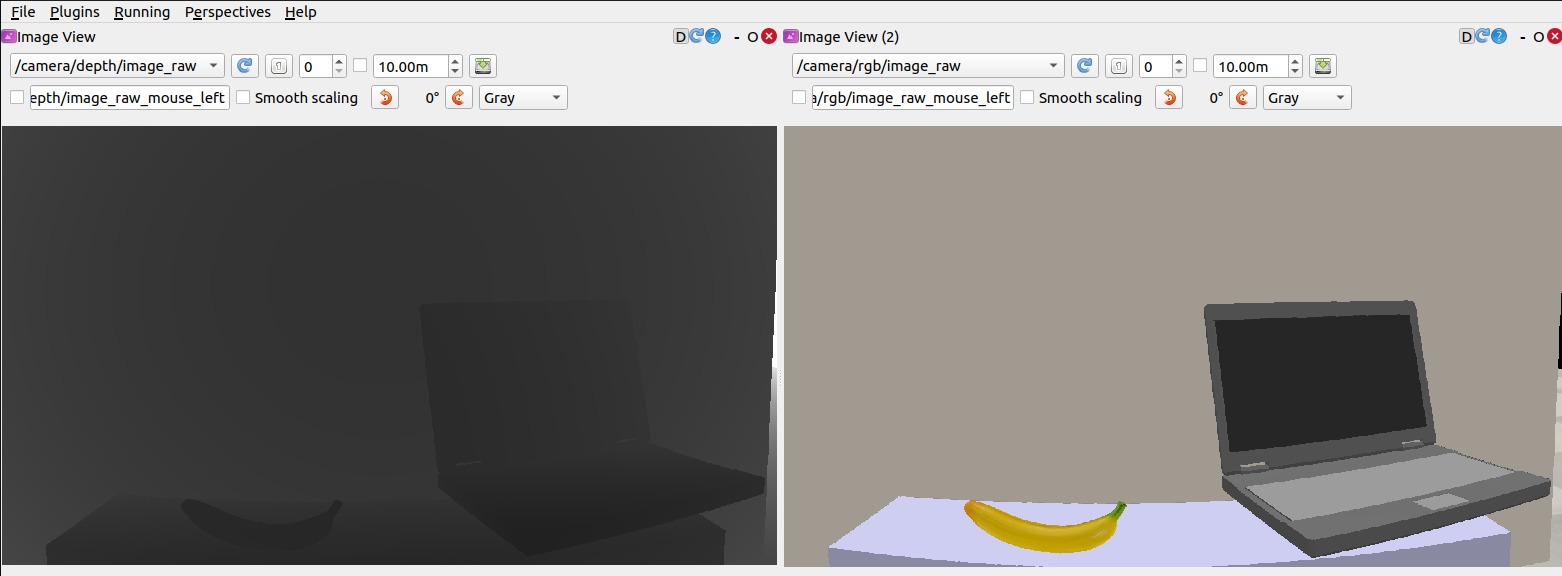 File Plugins Running Perspectives Help
Image View D ? - O
/camera/depth/image_raw 0 10.00m
epth/image_raw_mouse_left Smooth scaling 0° Gray
Image View (2) D ? - O
/camera/rgb/image_raw 0 10.00m
a/rgb/image_raw_mouse_left Smooth scaling 0° Gray